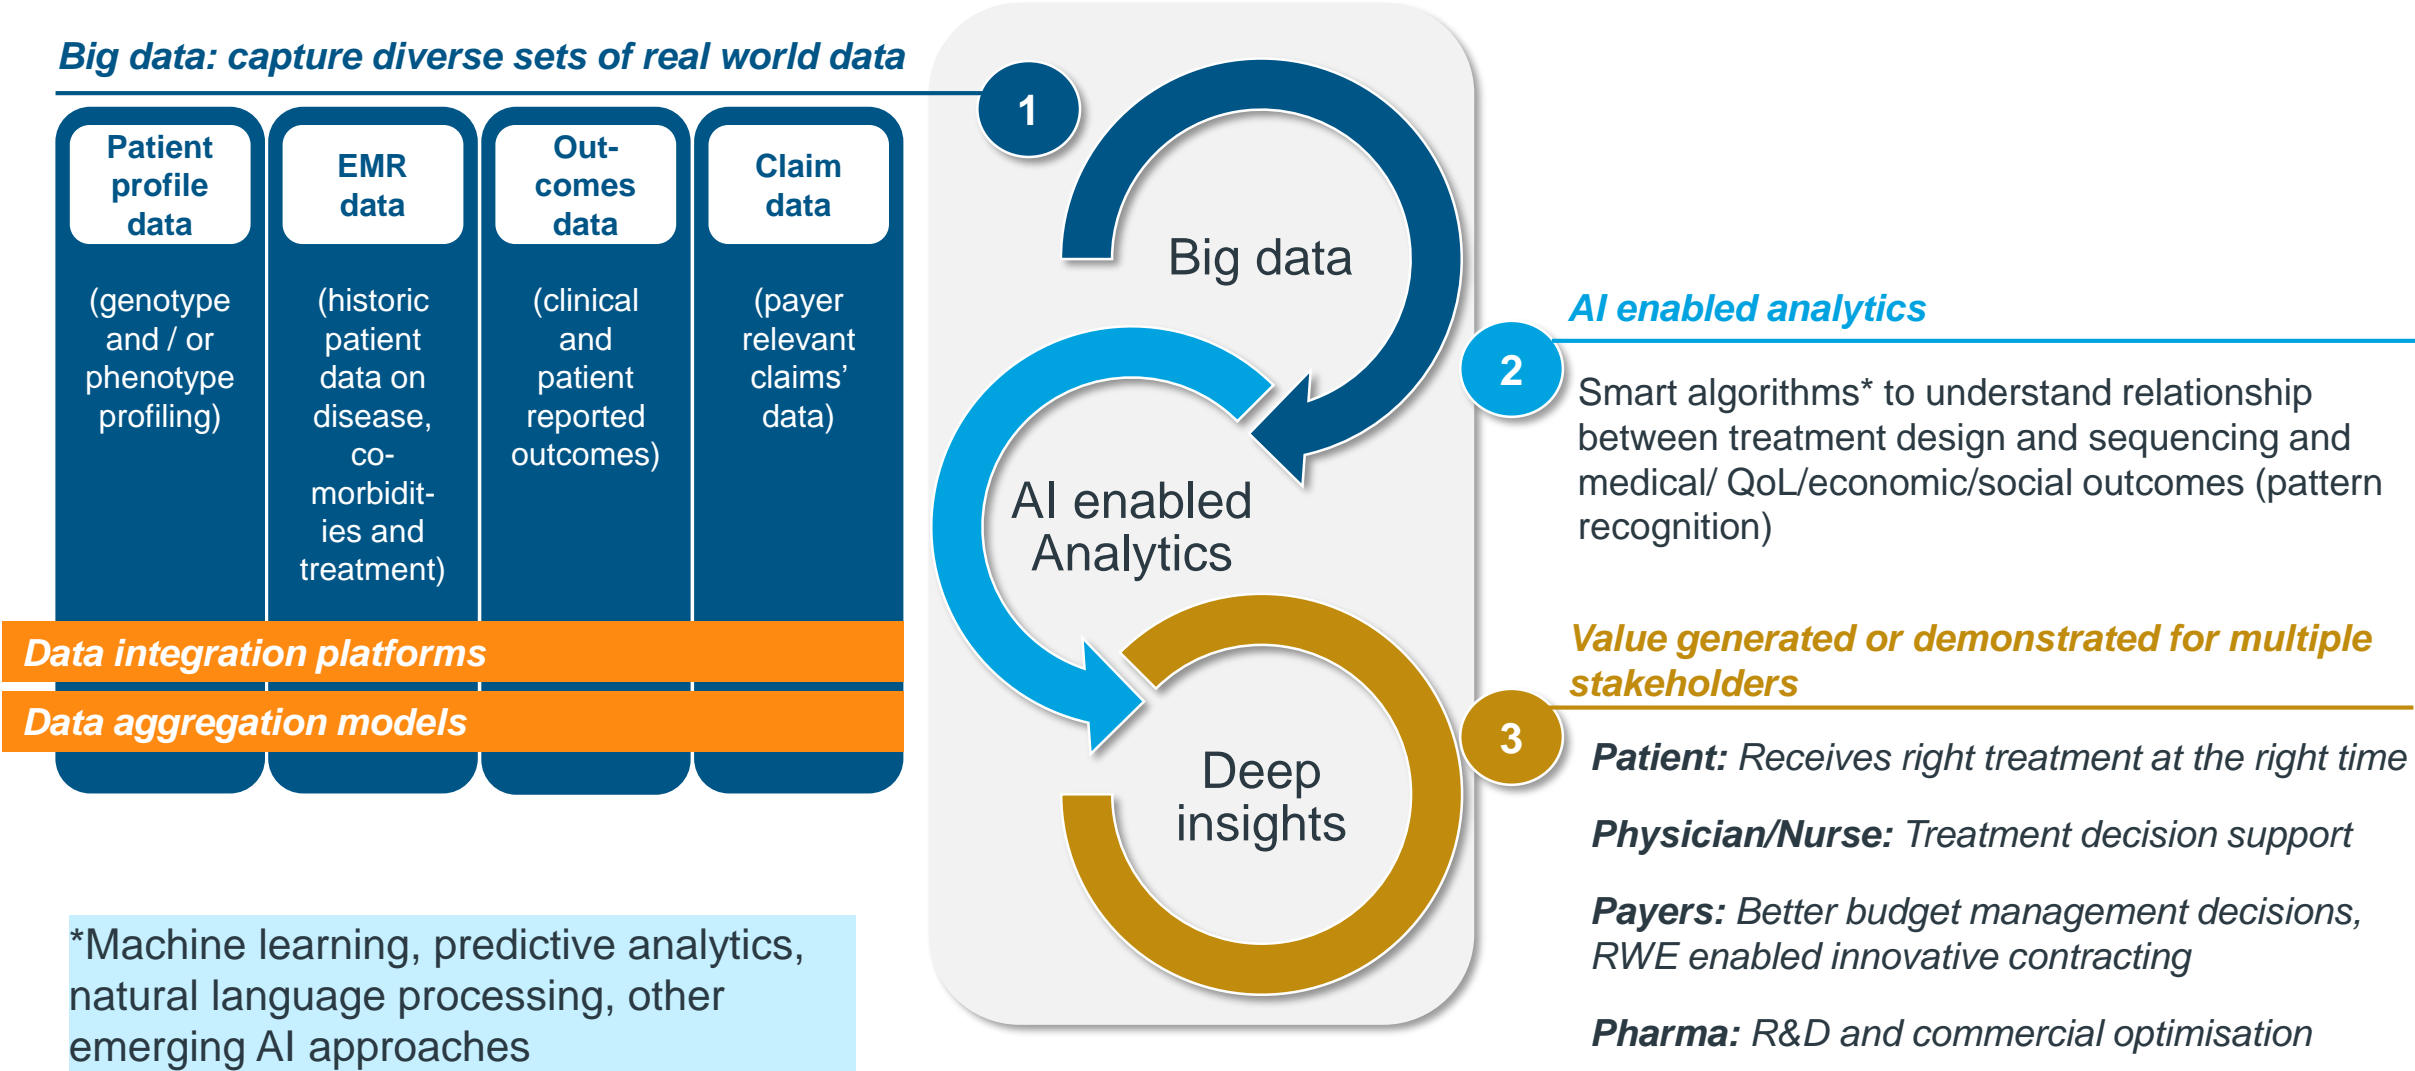 Big data: capture diverse sets of real world data
Patient
profile
data
(genotype
and / or
phenotype
profiling)
EMR
data
(historic
patient
data on
disease,
co-
morbidit-
ies and
treatment)
Out-
comes
data
(clinical
and
patient
reported
outcomes)
Claim
data
(payer
relevant
claims’
data)
Data integration platforms
Data aggregation models
*Machine learning, predictive analytics,
natural language processing, other
emerging AI approaches
1
Big data
AI enabled
Analytics
Deep
insights
2
AI enabled analytics
Smart algorithms* to understand relationship
between treatment design and sequencing and
medical/ QoL/economic/social outcomes (pattern
recognition)
3
Value generated or demonstrated for multiple
stakeholders
Patient: Receives right treatment at the right time
Physician/Nurse: Treatment decision support
Payers: Better budget management decisions,
RWE enabled innovative contracting
Pharma: R&D and commercial optimisation